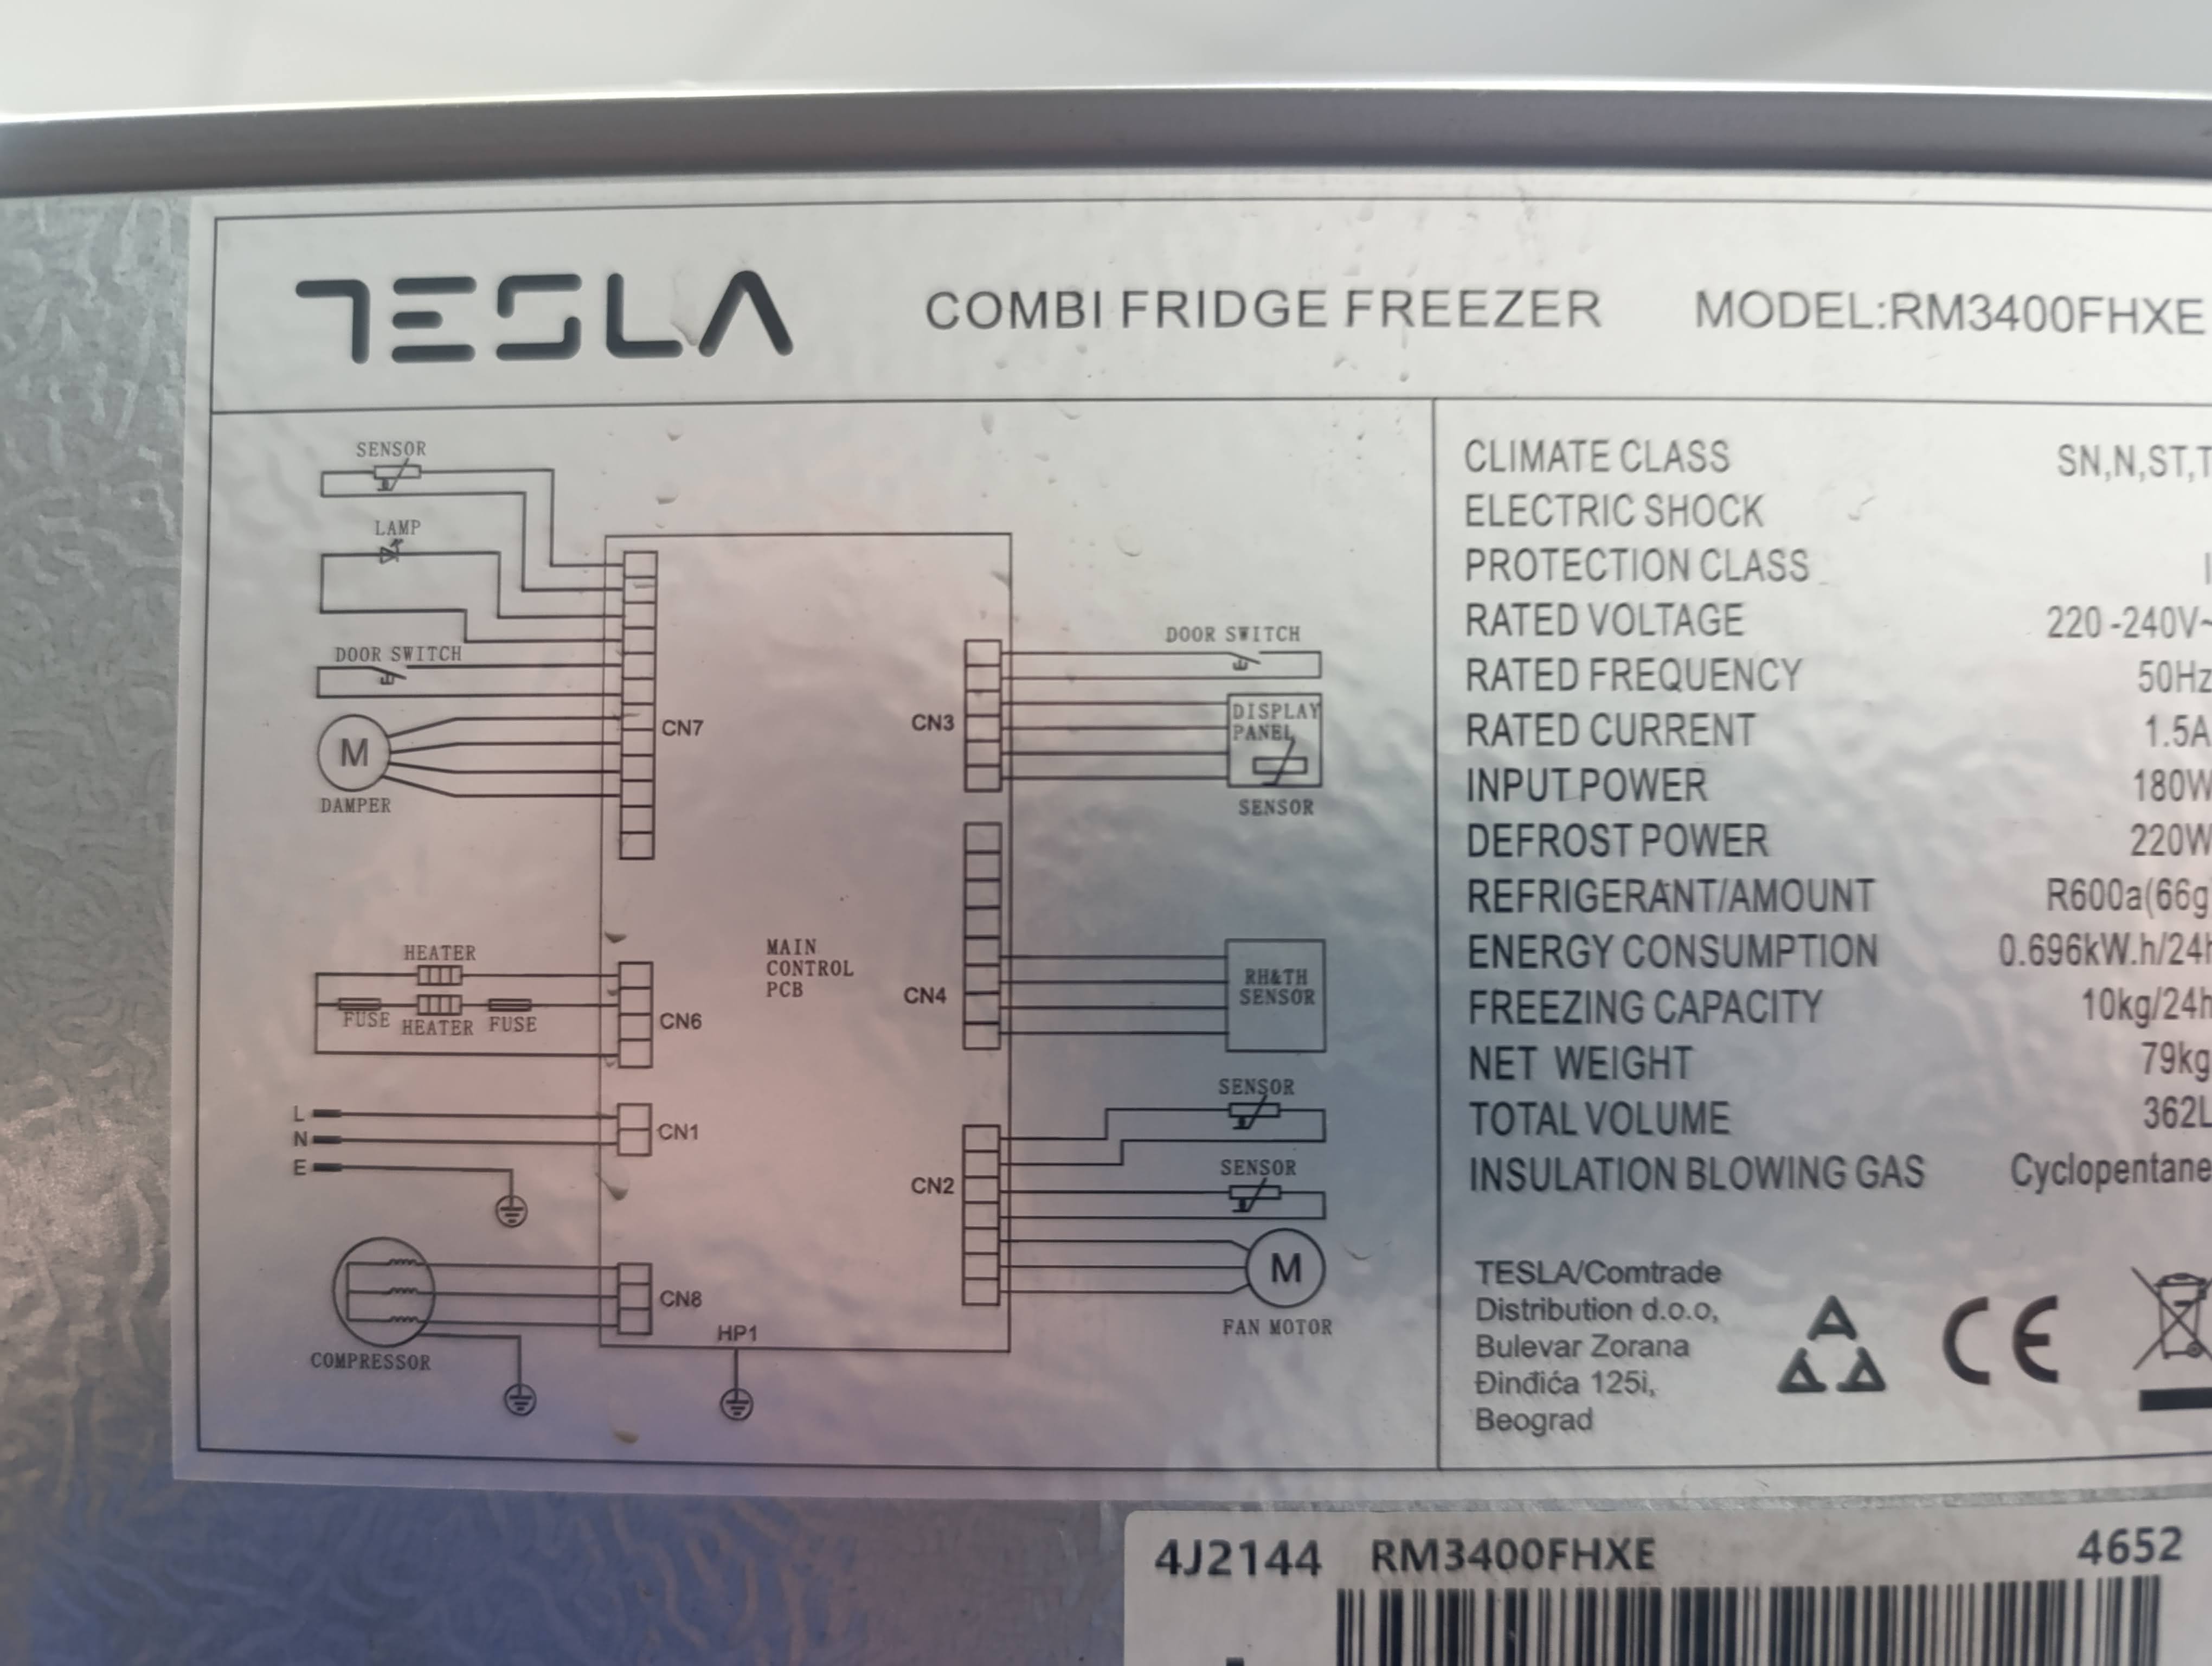 TESLA COMBI FRIDGE FREEZER MODEL:RM3400FHXE
SENSOR
LAMP
DOOR SWITCH
M
DAMPER
CN7
HEATER
FUSE HEATER FUSE
CN6
L
N
E
CN1
COMPRESSOR
CN8
HP1
MAIN
CONTROL
PCB
DOOR SWITCH
CN3
DISPLAY
PANEL
SENSOR
CN4
RH&TH
SENSOR
SENSOR
CN2
SENSOR
M
FAN MOTOR
CLIMATE CLASS SN,N,ST,T
ELECTRIC SHOCK
PROTECTION CLASS I
RATED VOLTAGE 220-240V~
RATED FREQUENCY 50Hz
RATED CURRENT 1.5A
INPUT POWER 180W
DEFROST POWER 220W
REFRIGERANT/AMOUNT R600a(66g
ENERGY CONSUMPTION 0.696kW.h/24h
FREEZING CAPACITY 10kg/24h
NET WEIGHT 79kg
TOTAL VOLUME 362L
INSULATION BLOWING GAS Cyclopentane
TESLA/Comtrade
Distribution d.o.o,
Bulevar Zorana
Đinđića 125i,
Beograd
CE
4J2144 RM3400FHXE 4652